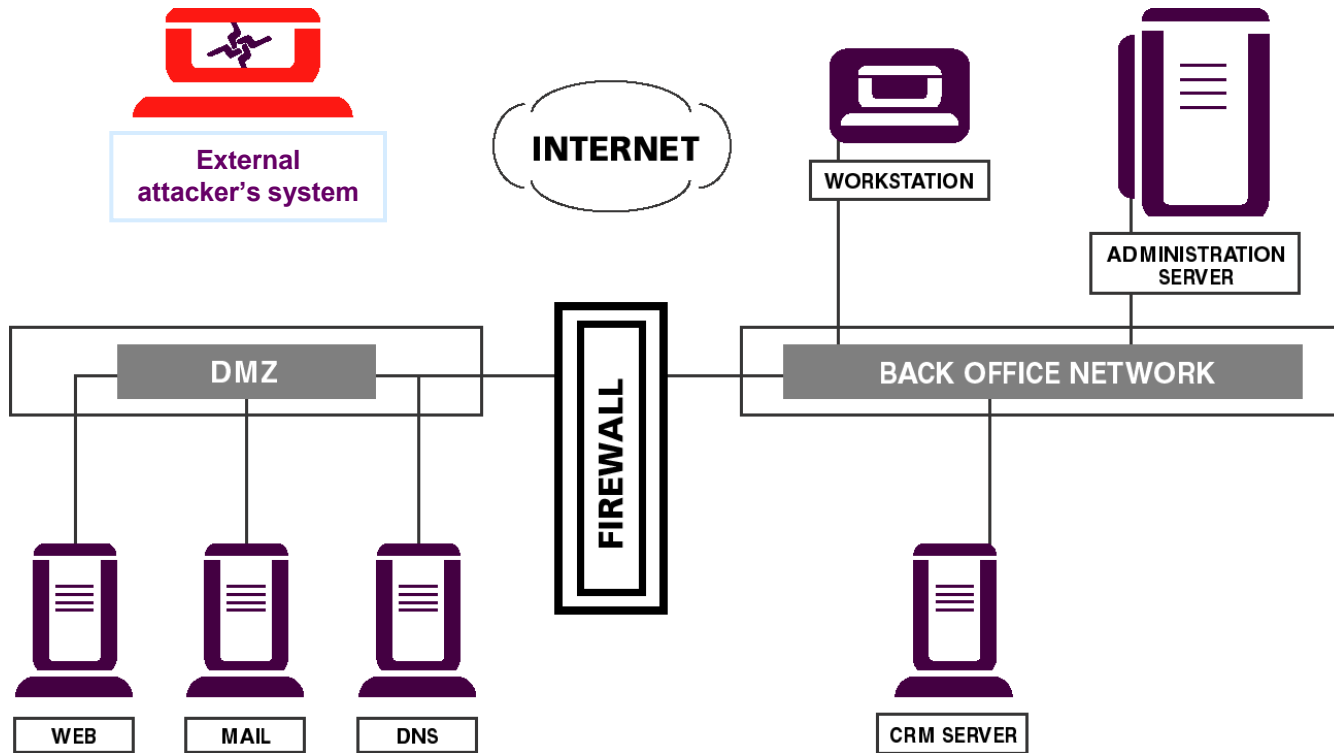 External
attacker’s system
INTERNET
WORKSTATION
ADMINISTRATION
SERVER
DMZ
FIREWALL
BACK OFFICE NETWORK
WEB
MAIL
DNS
CRM SERVER